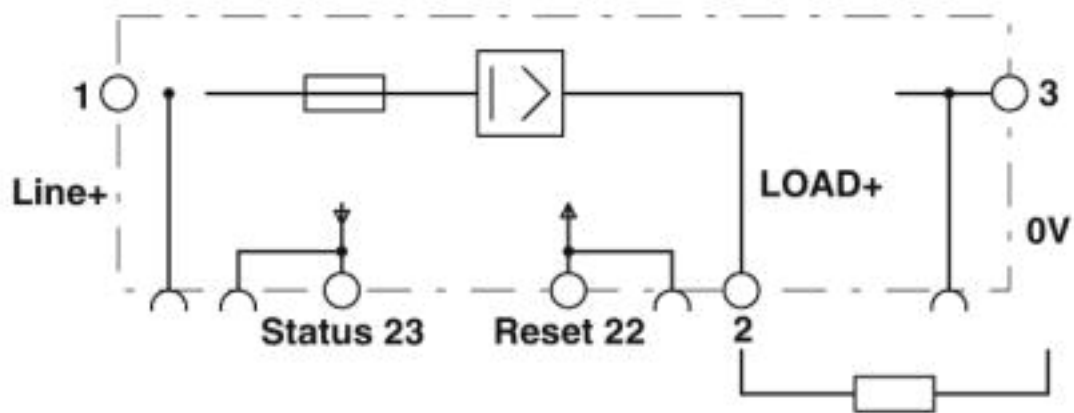 1
3
Line+
LOAD+
0V
Status 23
Reset 22
2